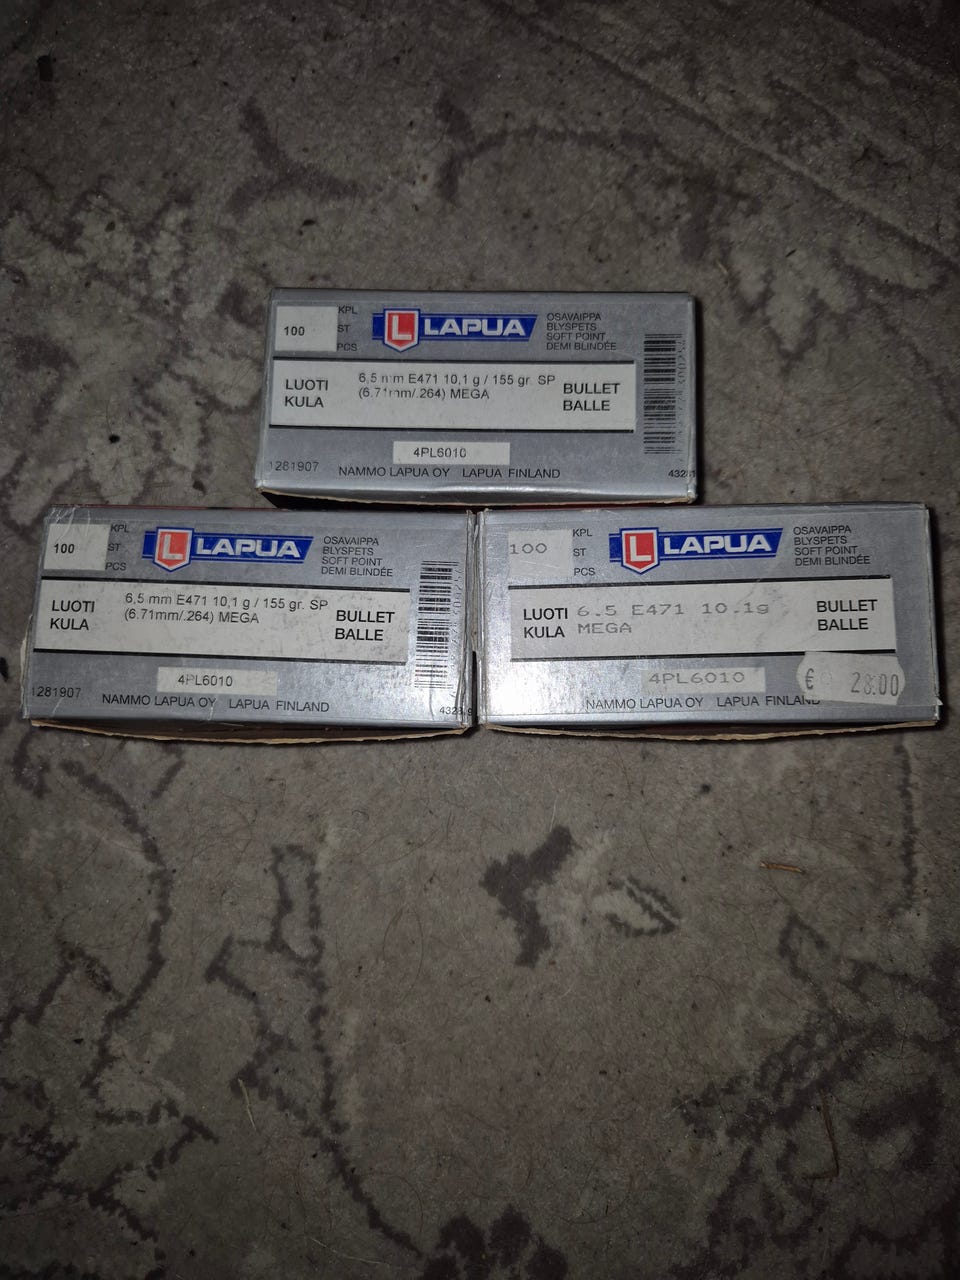 100
KPL
ST
PCS
L LAPUA
OSAVAIPPA
BLYSPETS
SOFT POINT
DEMI BLINDÉE
LUOTI
KULA
6,5 mm E471 10,1 g / 155 gr. SP
(6.71mm/.264) MEGA
BULLET
BALLE
4PL6010
1281907
NAMMO LAPUA OY LAPUA FINLAND
100
KPL
ST
PCS
L LAPUA
OSAVAIPPA
BLYSPETS
SOFT POINT
DEMI BLINDÉE
LUOTI
KULA
6,5 mm E471 10,1 g / 155 gr. SP
(6.71mm/.264) MEGA
BULLET
BALLE
4PL6010
1281907
NAMMO LAPUA OY LAPUA FINLAND
100
KPL
ST
PCS
L LAPUA
OSAVAIPPA
BLYSPETS
SOFT POINT
DEMI BLINDÉE
LUOTI
KULA
6.5 E471 10.1g
MEGA
BULLET
BALLE
4PL6010
€ 28.00
NAMMO LAPUA OY LAPUA FINLAND